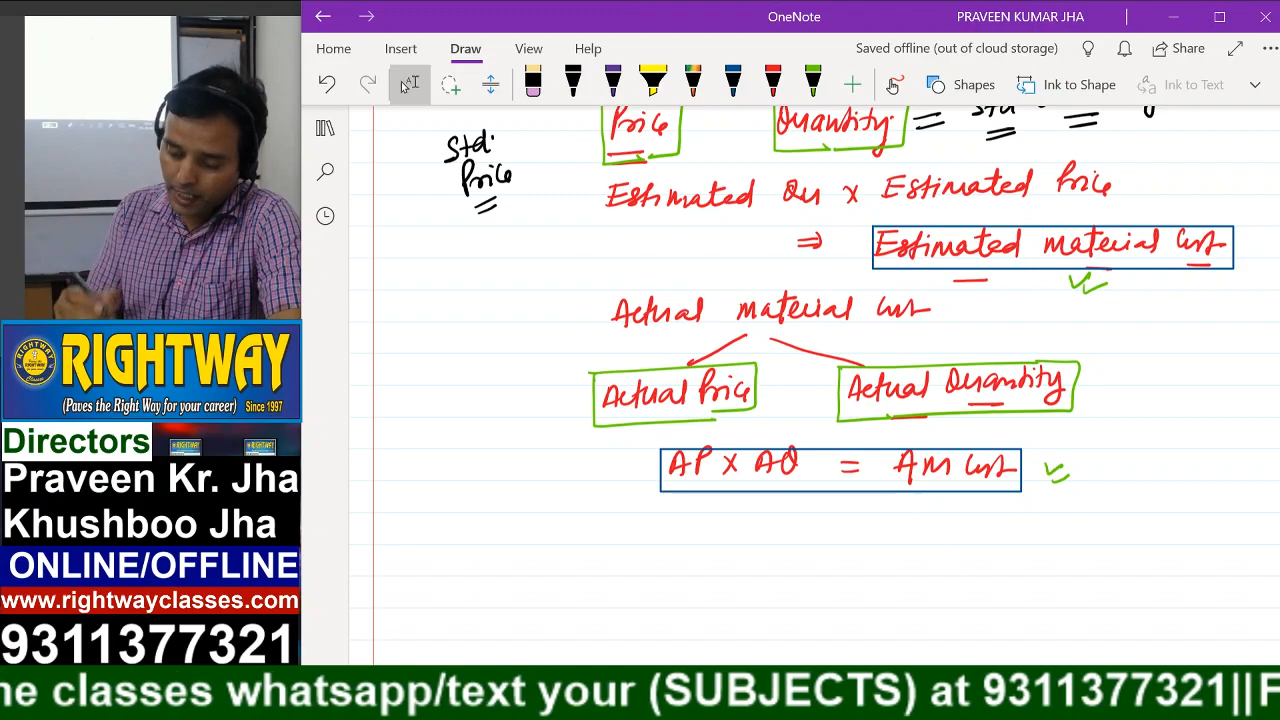 OneNote
PRAVEEN KUMAR JHA
Home
Insert
Draw
View
Help
Saved offline (out of cloud storage)
Share
Shapes
Ink to Shape
Ink to Text
Price
Quantity
Std
Std.
Price
Estimated Qu x Estimated Price
⇒ Estimated material Cost
Actual material Cost
Actual Price
Actual Quantity
AP x AQ = AM Cost
RIGHTWAY
(Paves the Right Way for your career)
Since 1997
Directors
Praveen Kr. Jha
Khushboo Jha
ONLINE/OFFLINE
www.rightwayclasses.com
9311377321
ne classes whatsapp/text your (SUBJECTS) at 9311377321||F